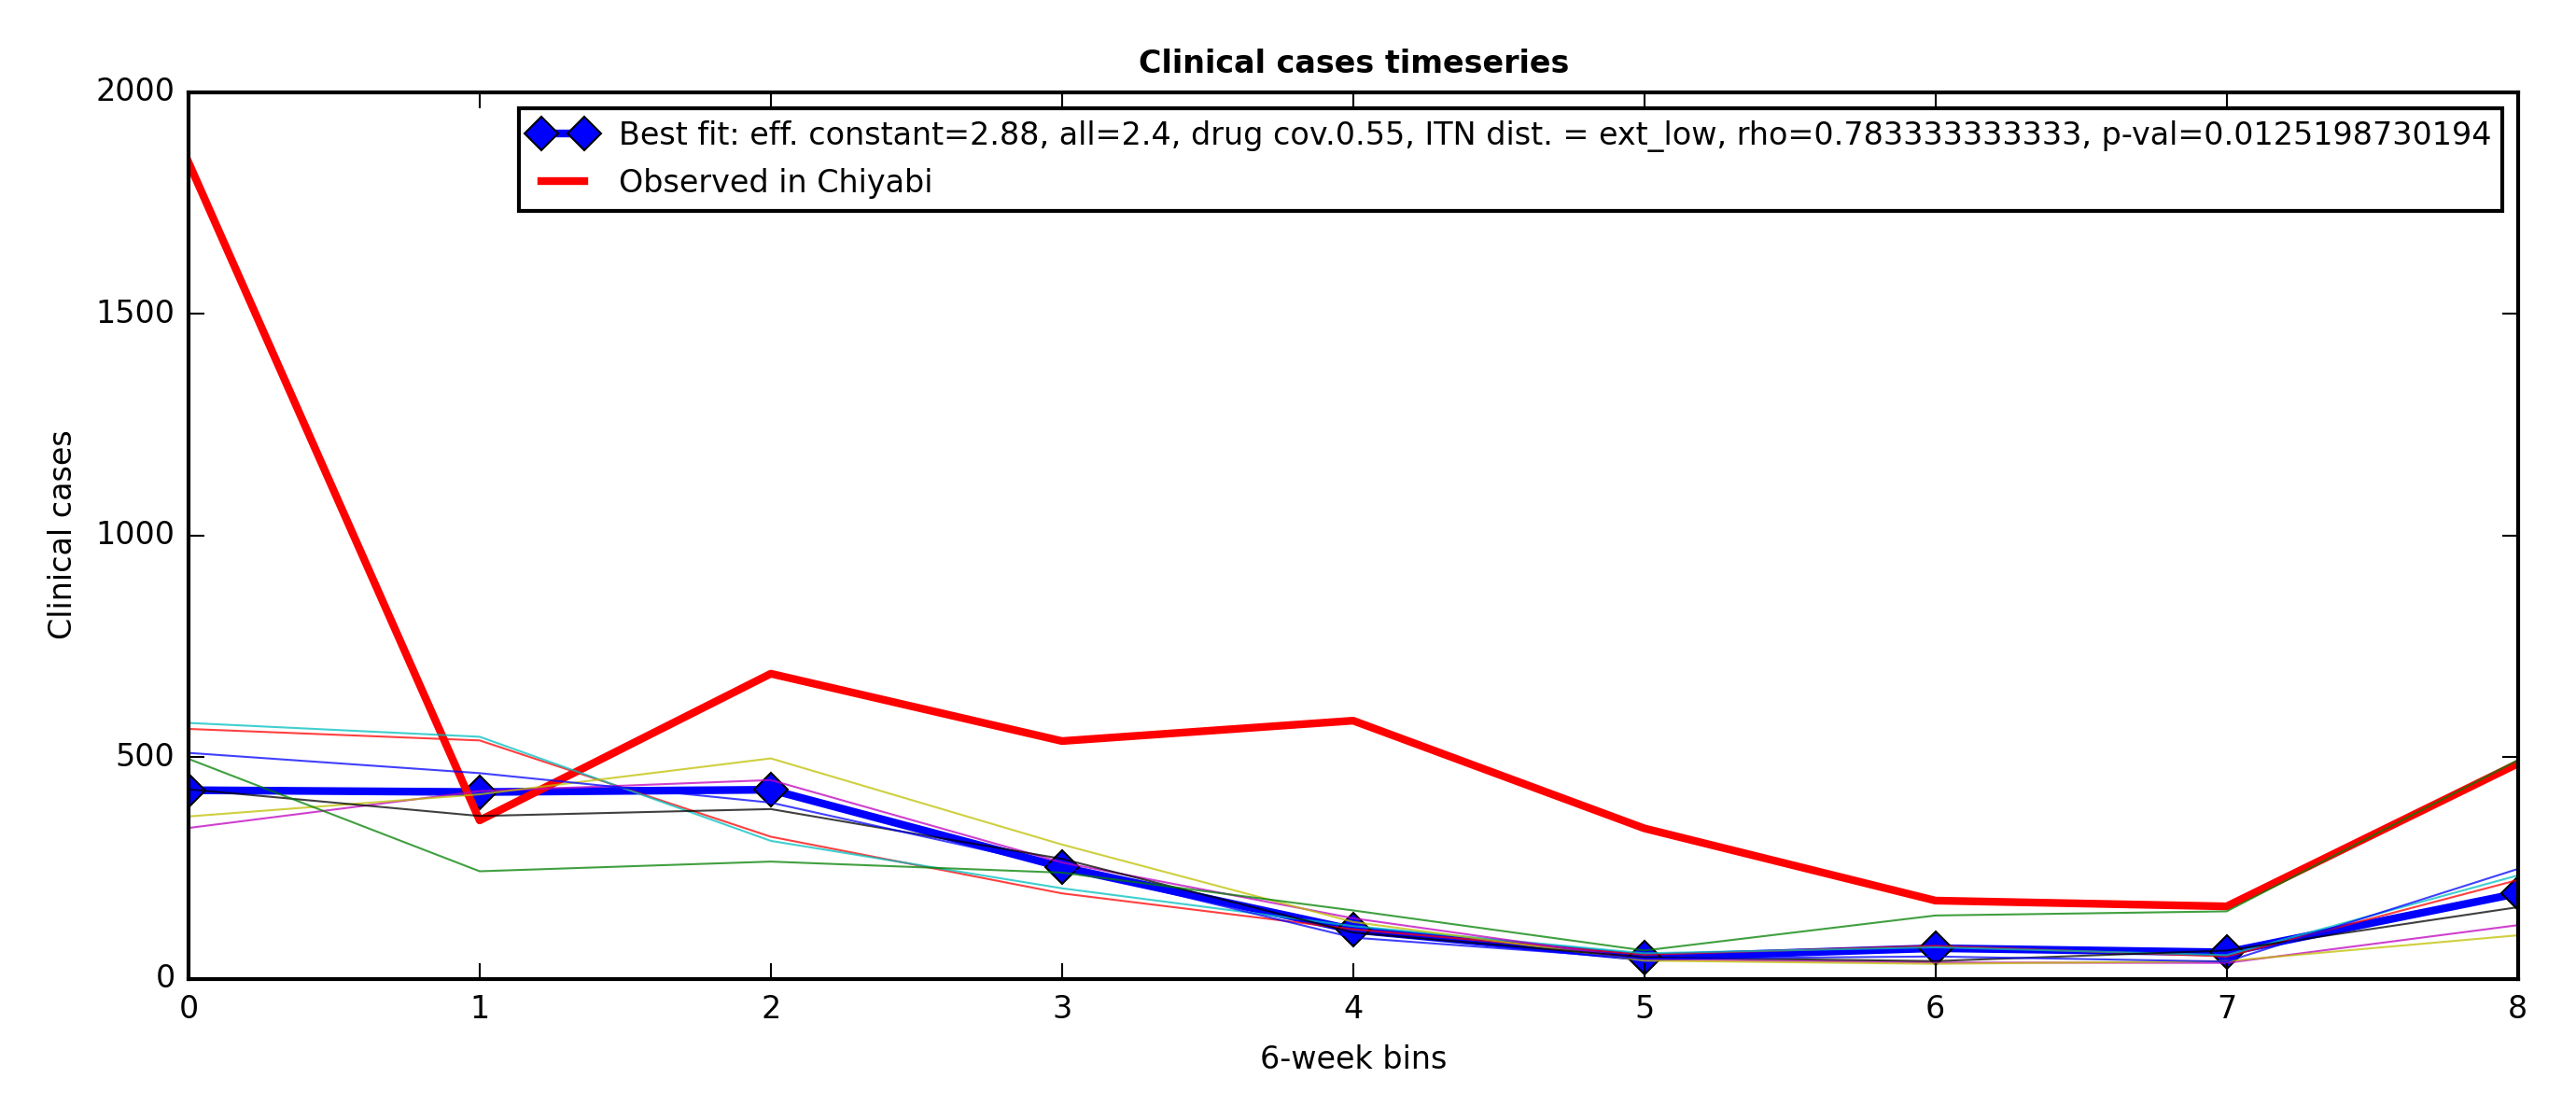 Clinical cases timeseries
2000
1500
1000
500
0
Clinical cases
Best fit: eff. constant=2.88, all=2.4, drug cov.0.55, ITN dist. = ext_low, rho=0.783333333333, p-val=0.0125198730194
Observed in Chiyabi
0 1 2 3 4 5 6 7 8
6-week bins